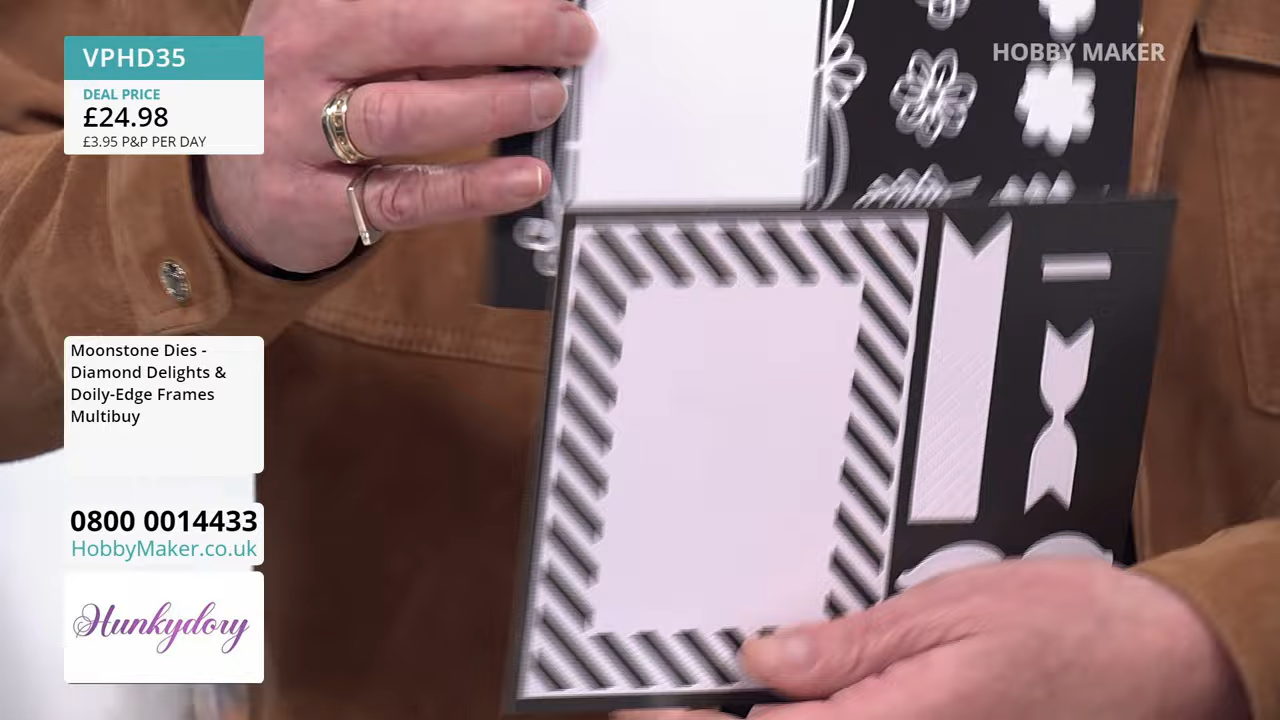 VPHD35
DEAL PRICE
£24.98
£3.95 P&P PER DAY
HOBBY MAKER
Moonstone Dies -
Diamond Delights &
Doily-Edge Frames
Multibuy
0800 0014433
HobbyMaker.co.uk
Hunkydory